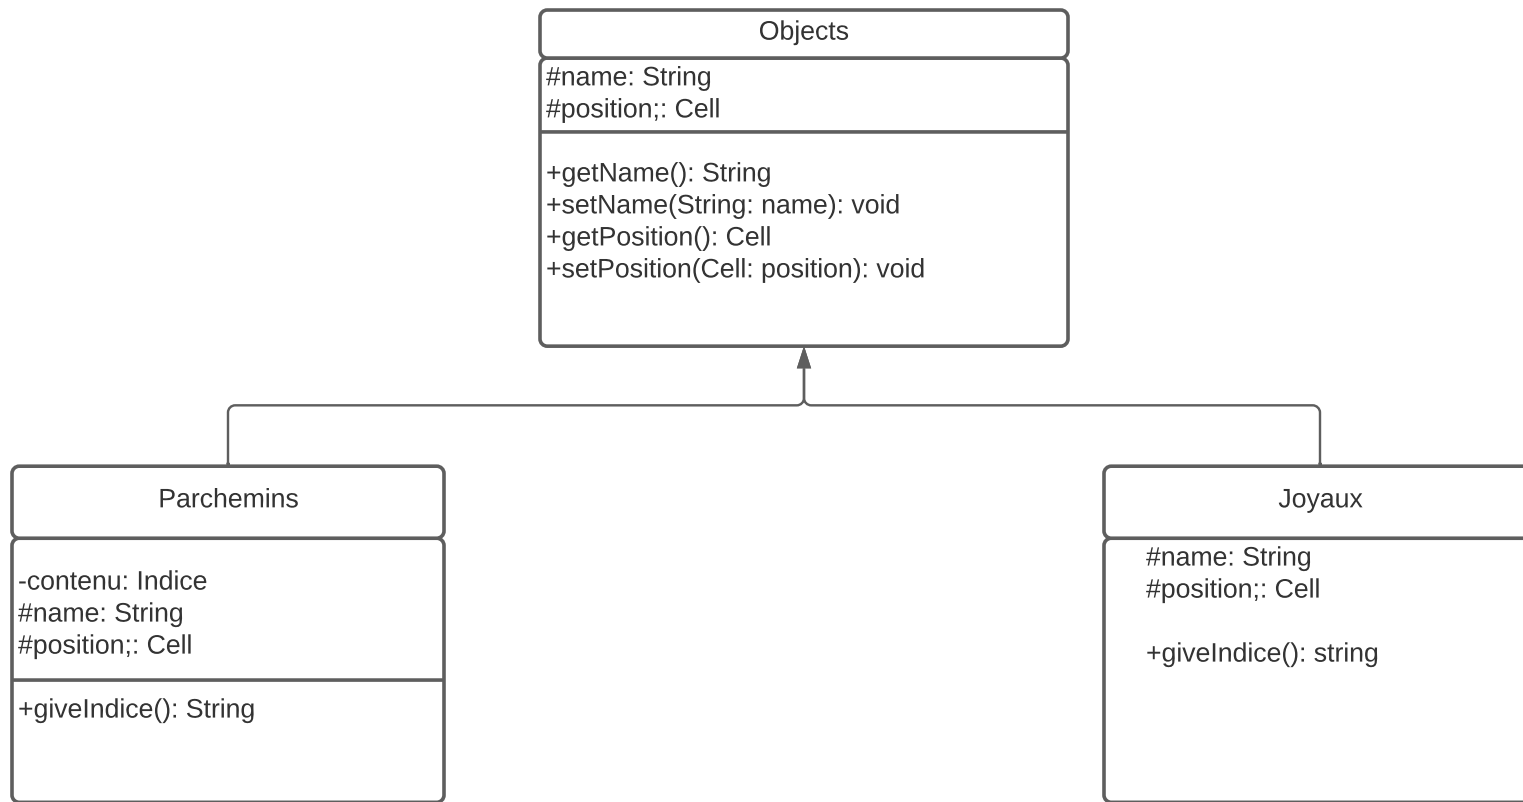 Objects
#name: String
#position;: Cell
+getName(): String
+setName(String: name): void
+getPosition(): Cell
+setPosition(Cell: position): void
Parchemins
-contenu: Indice
#name: String
#position;: Cell
+giveIndice(): String
Joyaux
#name: String
#position;: Cell
+giveIndice(): string